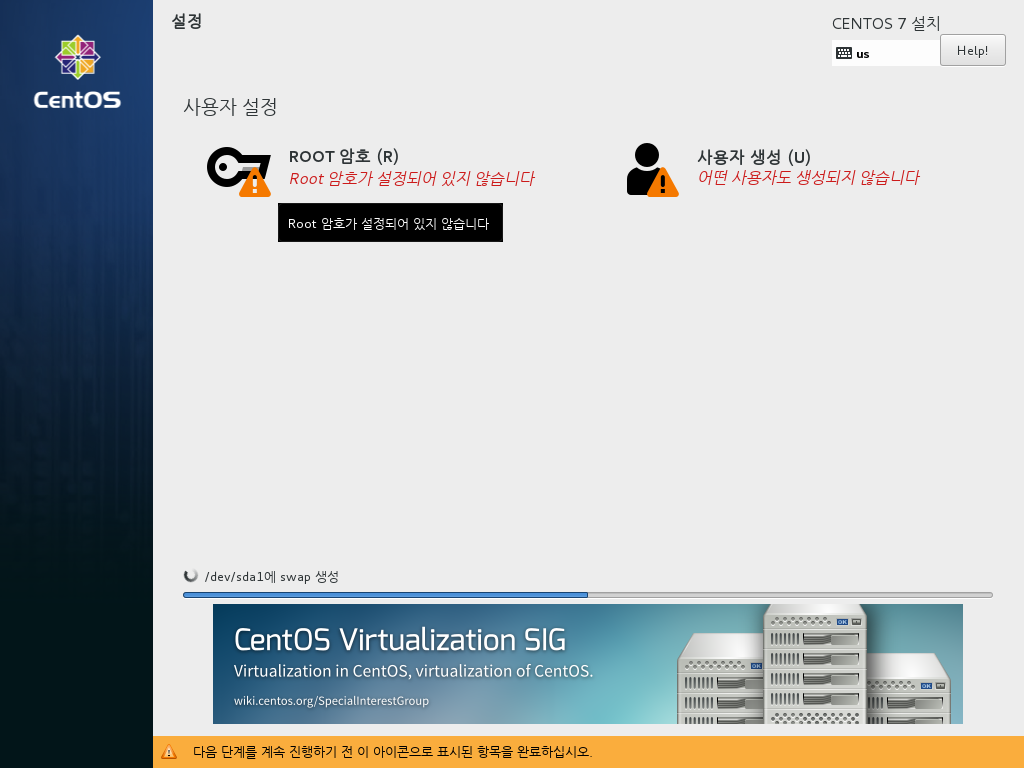 설정
CENTOS 7 설치
us
Help!
CentOS
사용자 설정
ROOT 암호 (R)
Root 암호가 설정되어 있지 않습니다
사용자 생성 (U)
어떤 사용자도 생성되지 않습니다
Root 암호가 설정되어 있지 않습니다
/dev/sda1에 swap 생성
CentOS Virtualization SIG
Virtualization in CentOS, virtualization of CentOS.
wiki.centos.org/SpecialInterestGroup
OK
OK
OK
다음 단계를 계속 진행하기 전 이 아이콘으로 표시된 항목을 완료하십시오.